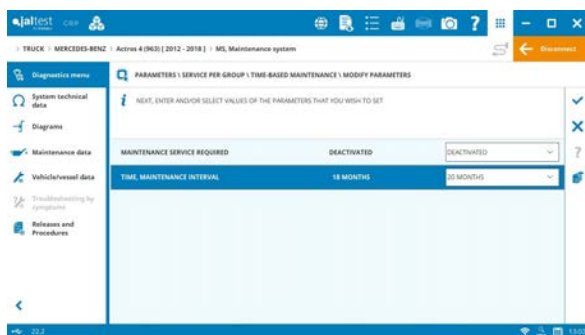 jaltest
TRUCK > MERCEDES-BENZ > Actros 4 (963) [ 2012 - 2018 ] > MS, Maintenance system
Disconnect
Diagnostics menu
PARAMETERS \ SERVICE PER GROUP \ TIME-BASED MAINTENANCE \ MODIFY PARAMETERS
System technical data
NEXT, ENTER AND/OR SELECT VALUES OF THE PARAMETERS THAT YOU WISH TO SET
Diagrams
Maintenance data
MAINTENANCE SERVICE REQUIRED DEACTIVATED DEACTIVATED
Vehicle/vessel data
TIME, MAINTENANCE INTERVAL 18 MONTHS 20 MONTHS
Troubleshooting by symptoms
Releases and Procedures
22.2